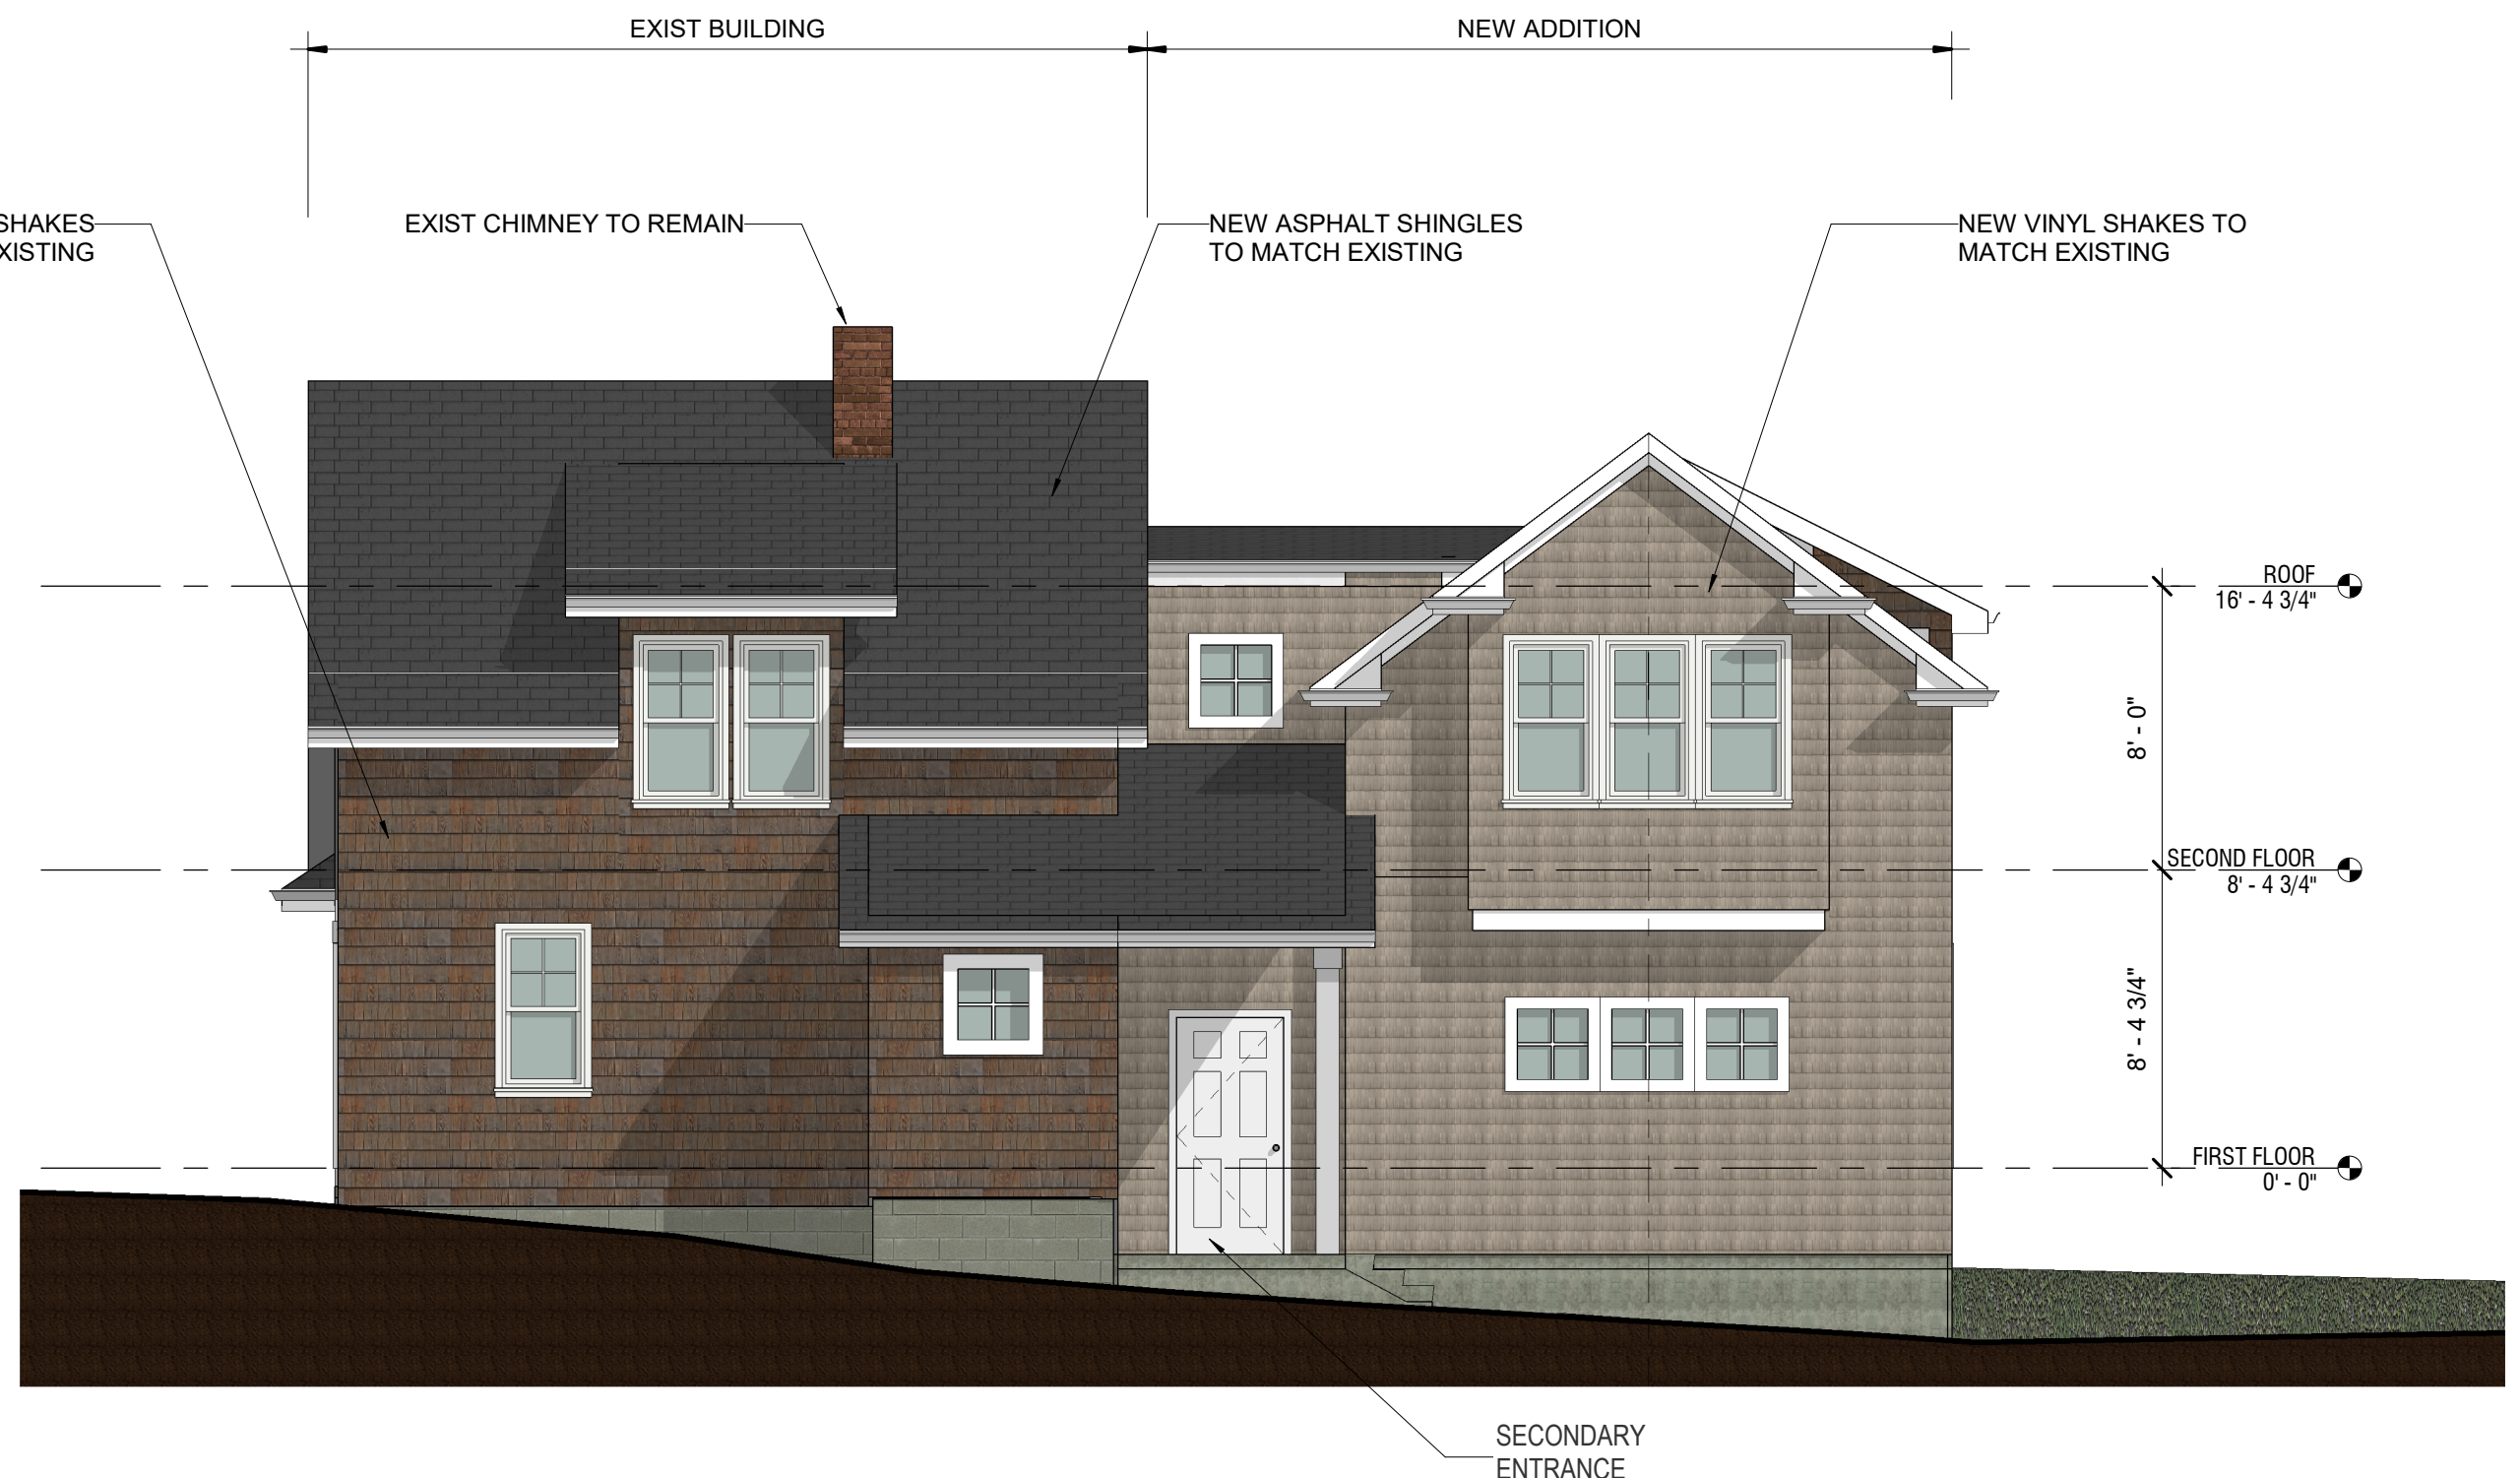 EXIST BUILDING
NEW ADDITION
SHAKES
EXISTING
EXIST CHIMNEY TO REMAIN
NEW ASPHALT SHINGLES
TO MATCH EXISTING
NEW VINYL SHAKES TO
MATCH EXISTING
ROOF
16' - 4 3/4"
8' - 0"
SECOND FLOOR
8' - 4 3/4"
8' - 4 3/4"
FIRST FLOOR
0' - 0"
SECONDARY
ENTRANCE